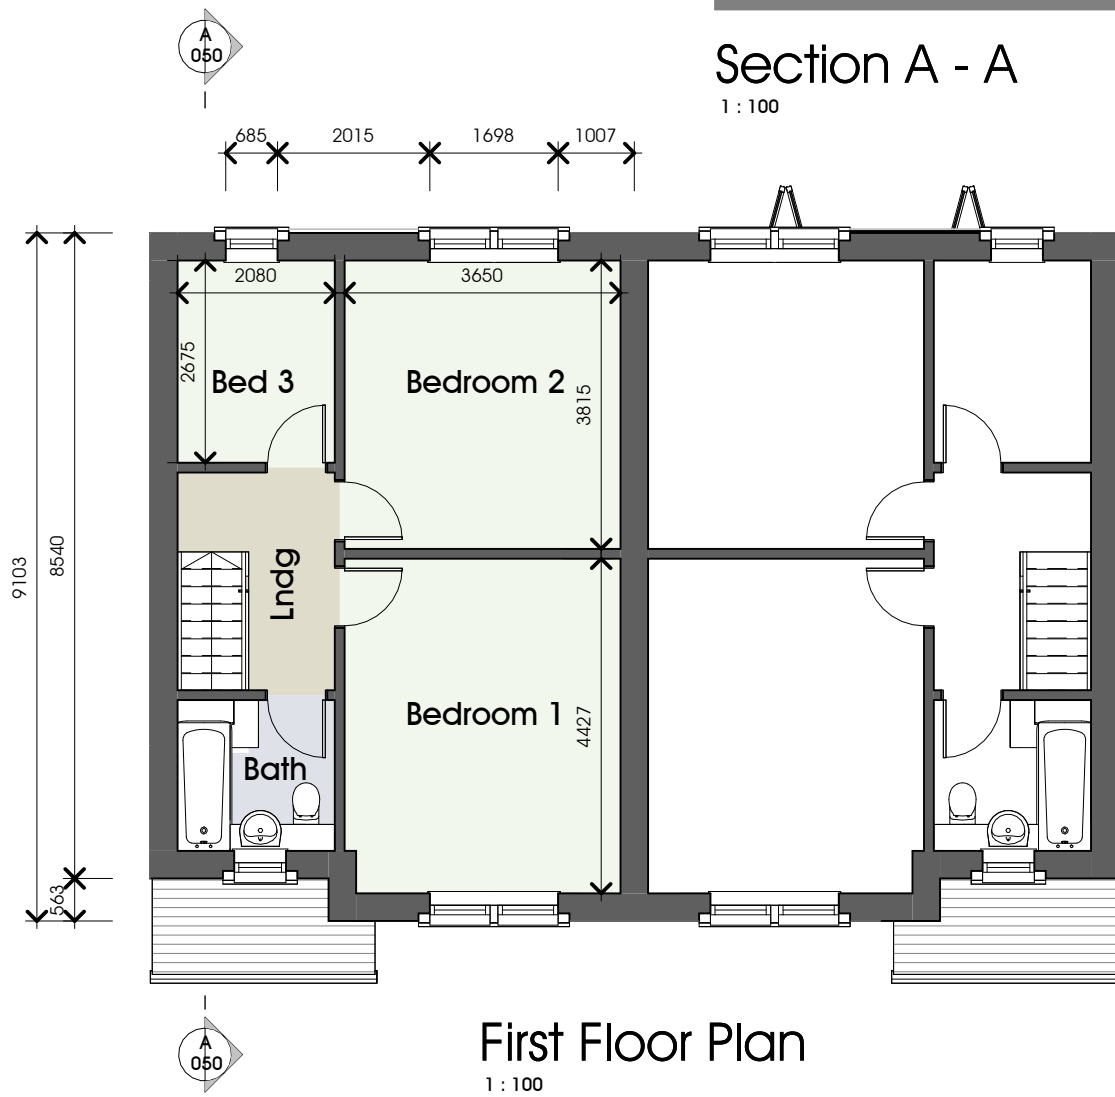 A
050
Section A - A
1 : 100
685 2015 1698 1007
2080 3650
2675
Bed 3 Bedroom 2
3815
9103
8540
Lndg
Bedroom 1
4427
Bath
563
A
050
First Floor Plan
1 : 100